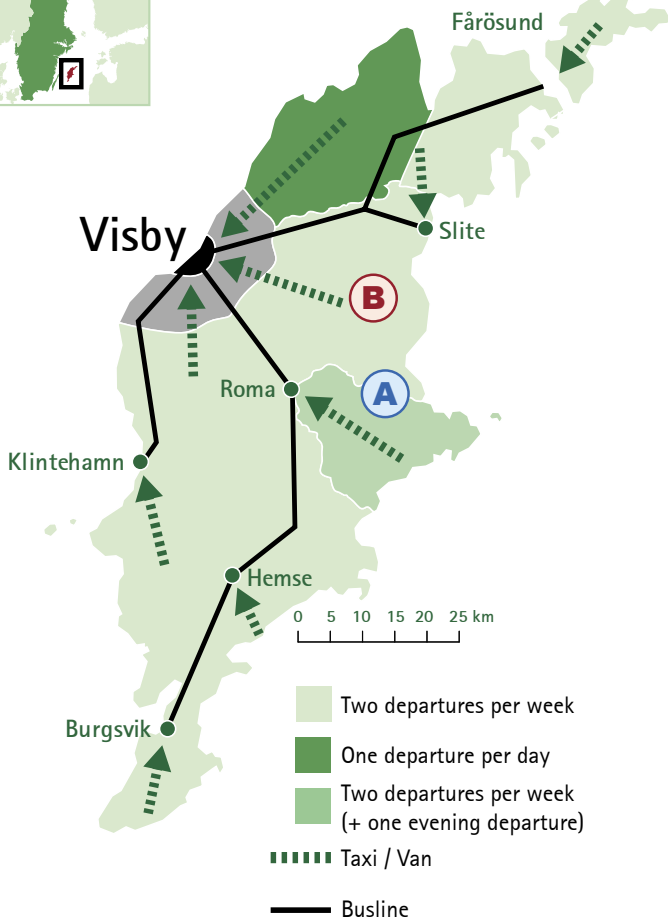 Fårösund
Visby
Slite
B
Roma
A
Klintehamn
Hemse
0 5 10 15 20 25 km
Burgsvik
Two departures per week
One departure per day
Two departures per week
(+ one evening departure)
Taxi / Van
Busline